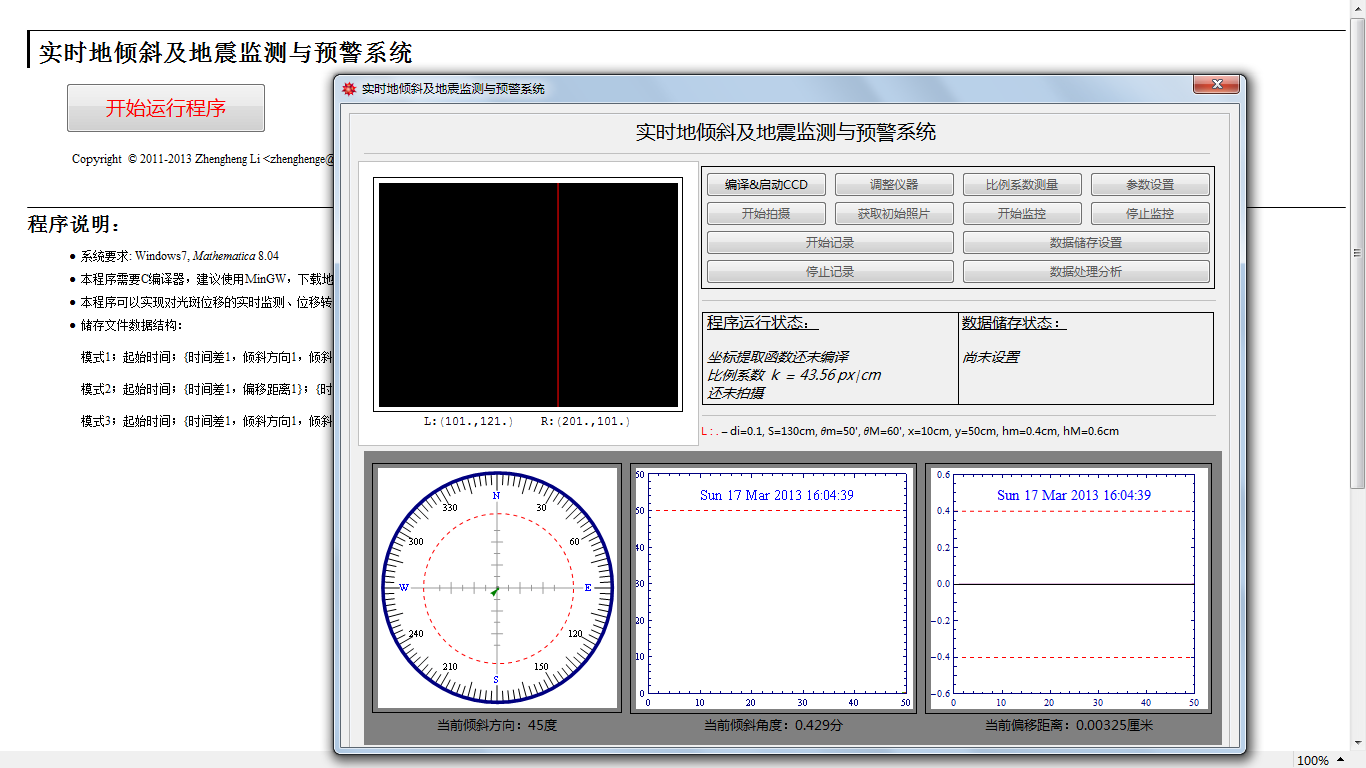 实时地倾斜及地震监测与预警系统
开始运行程序
Copyright © 2011-2013 Zhengheng Li <zhenghenge@
程序说明：
• 系统要求: Windows7, Mathematica 8.04
• 本程序需要C编译器，建议使用MinGW，下载地
• 本程序可以实现对光斑位移的实时监测、位移转
• 储存文件数据结构：
模式1；起始时间；{时间差1，倾斜方向1，倾斜
模式2；起始时间；{时间差1，偏移距离1}；{时
模式3；起始时间；{时间差1，倾斜方向1，倾斜
实时地倾斜及地震监测与预警系统
实时地倾斜及地震监测与预警系统
L:(101.,121.) R:(201.,101.)
编译&启动CCD 调整仪器 比例系数测量 参数设置
开始拍摄 获取初始照片 开始监控 停止监控
开始记录 数据储存设置
停止记录 数据处理分析
程序运行状态：
坐标提取函数还未编译
比例系数 k = 43.56 px|cm
还未拍摄
数据储存状态：
尚未设置
L : . – di=0.1, S=130cm, θm=50', θM=60', x=10cm, y=50cm, hm=0.4cm, hM=0.6cm
N
330 30
300 60
W E
240 120
210 150
S
当前倾斜方向：45度
Sun 17 Mar 2013 16:04:39
60
50
40
30
20
10
0
0 10 20 30 40 50
当前倾斜角度：0.429分
Sun 17 Mar 2013 16:04:39
0.6
0.4
0.2
0.0
-0.2
-0.4
-0.6
0 10 20 30 40 50
当前偏移距离：0.00325厘米
100%